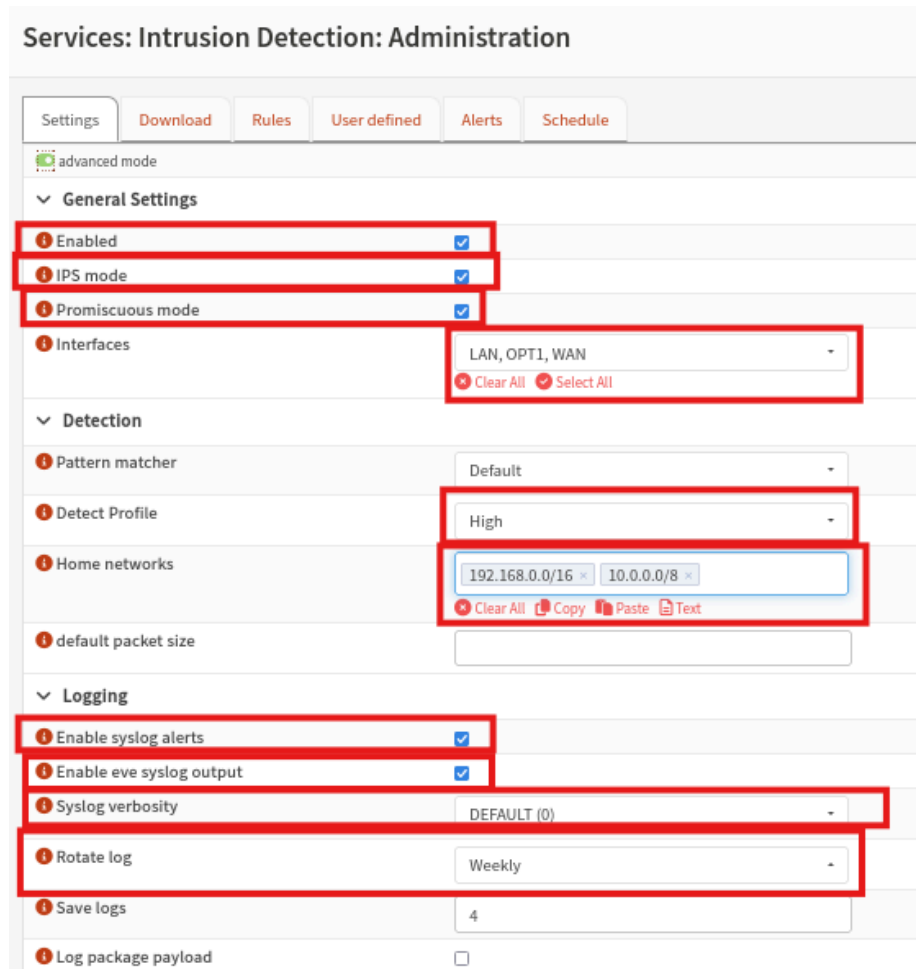 Services: Intrusion Detection: Administration
Settings Download Rules User defined Alerts Schedule
advanced mode
General Settings
Enabled
IPS mode
Promiscuous mode
Interfaces LAN, OPT1, WAN
Clear All Select All
Detection
Pattern matcher Default
Detect Profile High
Home networks 192.168.0.0/16 × 10.0.0.0/8 ×
Clear All Copy Paste Text
default packet size
Logging
Enable syslog alerts
Enable eve syslog output
Syslog verbosity DEFAULT (0)
Rotate log Weekly
Save logs 4
Log package payload